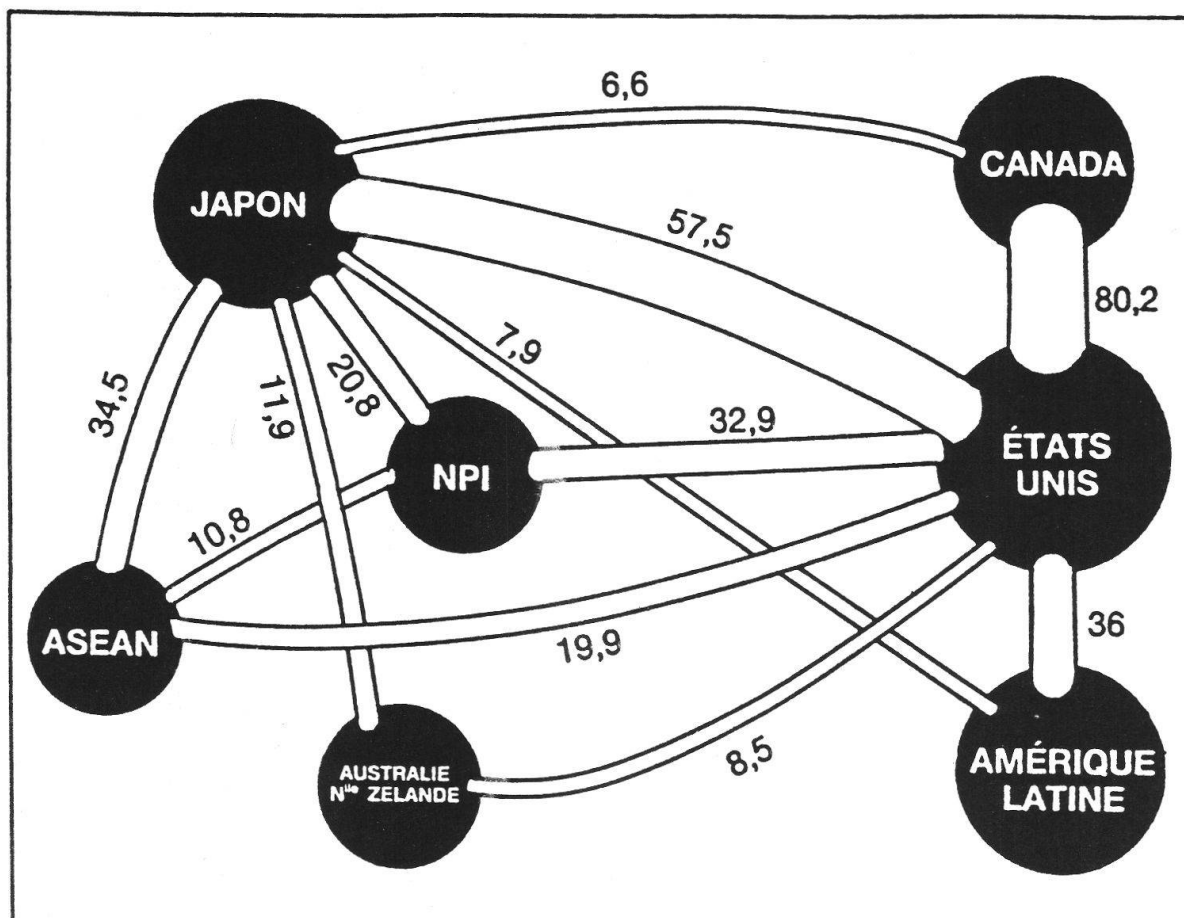 6,6
CANADA
JAPON
57,5
80,2
7,9
20,8
11,9
34,5
32,9
ÉTATS
UNIS
NPI
10,8
ASEAN
19,9
36
8,5
AUSTRALIE
Nlle ZELANDE
AMÉRIQUE
LATINE